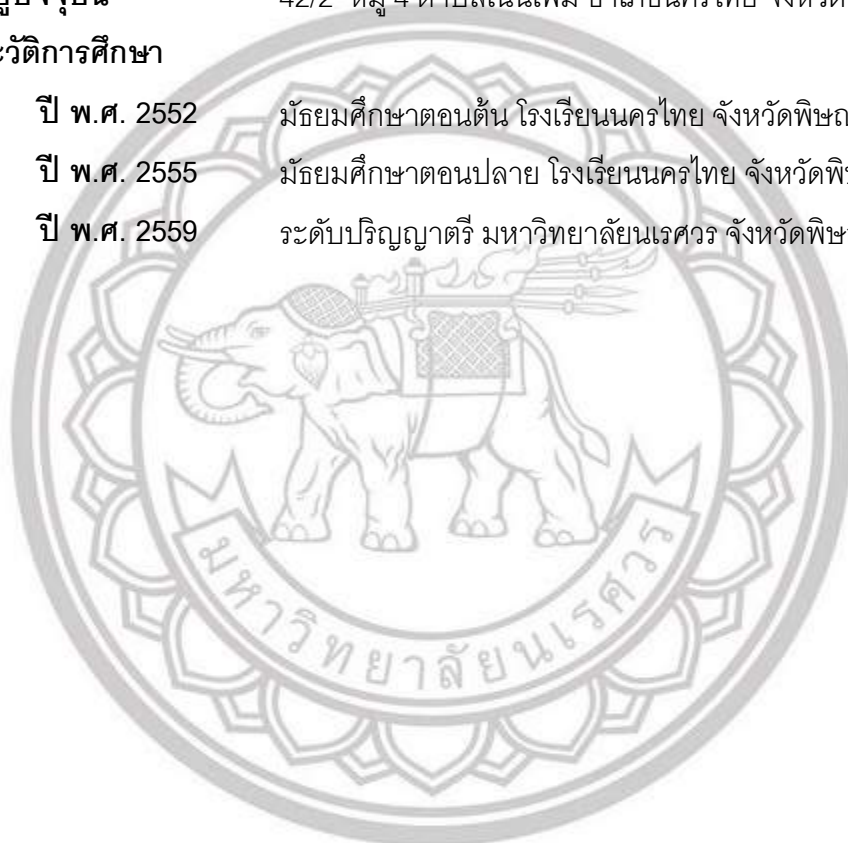 42/2 หมู่ 4
วัติการศึกษา
ปี พ.ศ. 2552 มัธยมศึกษาตอนต้น โรงเรียนนครไทย จังหวัด
ปี พ.ศ. 2555 มัธยมศึกษาตอนปลาย โรงเรียนนครไทย จังหวัด
ปี พ.ศ. 2559 ระดับปริญญาตรี มหาวิทยาลัยนเรศวร จังหวัด
มหาวิทยาลัยนเรศวร